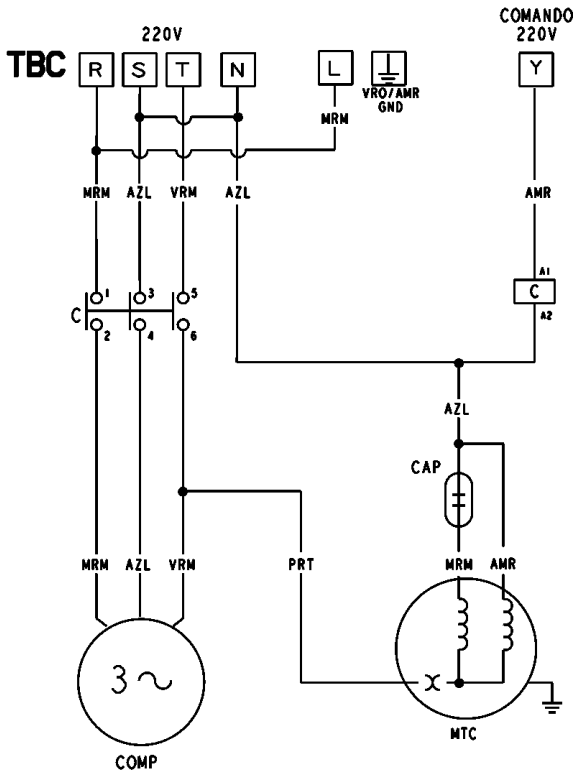 COMANDO
220V
220V
TBC R S T N L Y
VRO/AMR
GND
MRM
MRM AZL VRM AZL AMR
A1
C
A2
1 3 5
C
2 4 6
AZL
CAP
MRM AZL VRM PRT MRM AMR
3
MTC
COMP